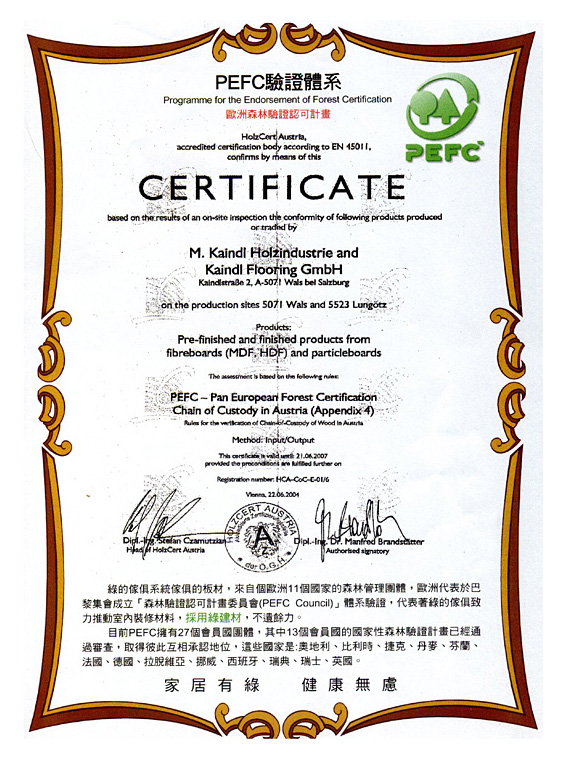 PEFC驗證體系
Programme for the Endorsement of Forest Certification
歐洲森林驗證認可計畫
PEFC™
HolzCert Austria,
accredited certification body according to EN 45011,
confirms by means of this
CERTIFICATE
based on the results of an on-site inspection the conformity of following products produced
or traded by
M. Kaindl Holzindustrie and
Kaindl Flooring GmbH
Kaindlstraße 2, A-5071 Wals bei Salzburg
on the production sites 5071 Wals and 5523 Lungötz
Products:
Pre-finished and finished products from
fibreboards (MDF, HDF) and particleboards
The assessment is based on the following rules:
PEFC – Pan European Forest Certification
Chain of Custody in Austria (Appendix 4)
Rules for the verification of Chain-of-Custody of Wood in Austria
Method: Input/Output
This certificate is valid until: 21.06.2007
provided the preconditions are fulfilled further on
Registration number: HCA-CoC-E-01/6
Vienna, 22.06.2004
HOLZCERT AUSTRIA
A
Z
der Ö.G.H.
Dipl.-Ing. Stefan Czamutzian
Head of HolzCert Austria
Dipl.-Ing. Dr. Manfred Brandstätter
Authorised signatory
綠的傢俱系統傢俱的板材，來自個歐洲11個國家的森林管理團體，歐洲代表於巴
黎集會成立「森林驗證認可計畫委員會(PEFC Council)」體系驗證，代表著綠的傢俱致
力推動室內裝修材料，採用綠建材，不遺餘力。
目前PEFC擁有27個會員國團體，其中13個會員國的國家性森林驗證計畫已經通
過審查，取得彼此互相承認地位，這些國家是:奧地利、比利時、捷克、丹麥、芬蘭、
法國、德國、拉脫維亞、挪威、西班牙、瑞典、瑞士、英國。
家居有綠　健康無慮